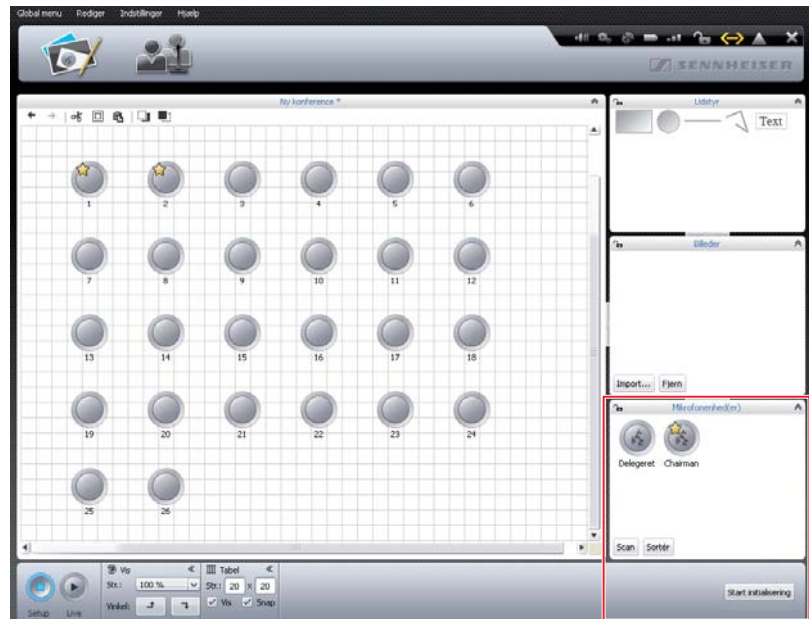 Global menu Rediger Indstillinger Hjælp
SENNHEISER
Ny konference *
Udstyr
Text
1 2 3 4 5 6
Billeder
7 8 9 10 11 12
13 14 15 16 17 18
Import... Fjern
Mikrofonenhed(er)
19 20 21 22 23 24
Delegeret Chairman
25 26
Scan Sortér
Vis Tabel
Str.: 100 % Str.: 20 x 20
Vinkel: Vis Snap
Setup Live
Start initialisering